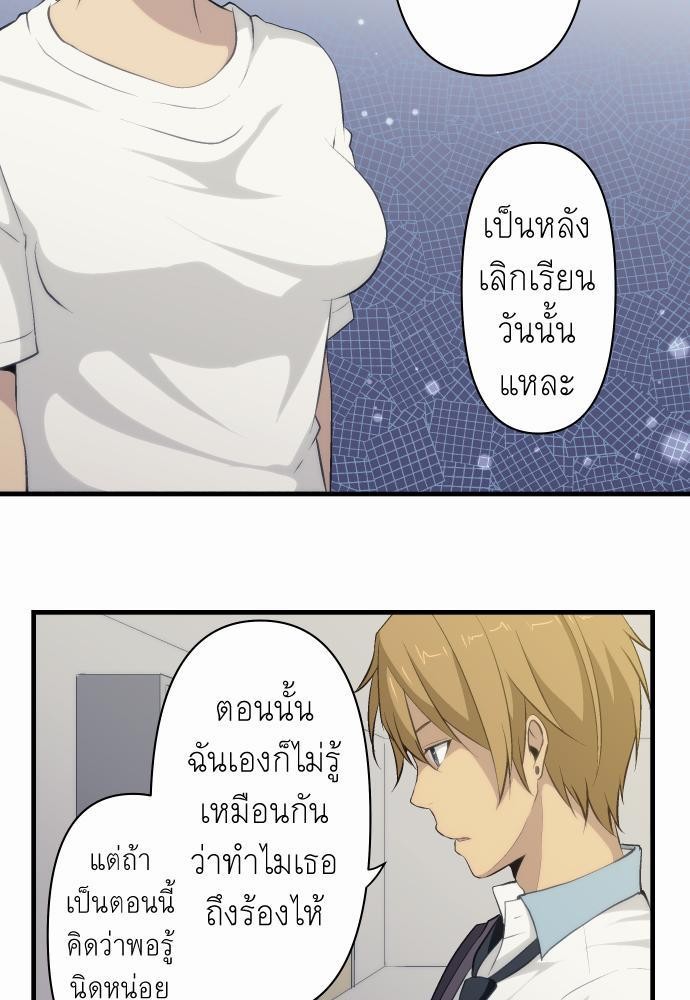 เป็นหลัง
เลิกเรียน
วันนั้น
แหละ
ตอนนั้น
ฉันเองก็ไม่รู้
เหมือนกัน
ว่าทำไมเธอ
ถึงร้องไห้
แต่ถ้า
เป็นตอนนี้
คิดว่าพอรู้
นิดหน่อย